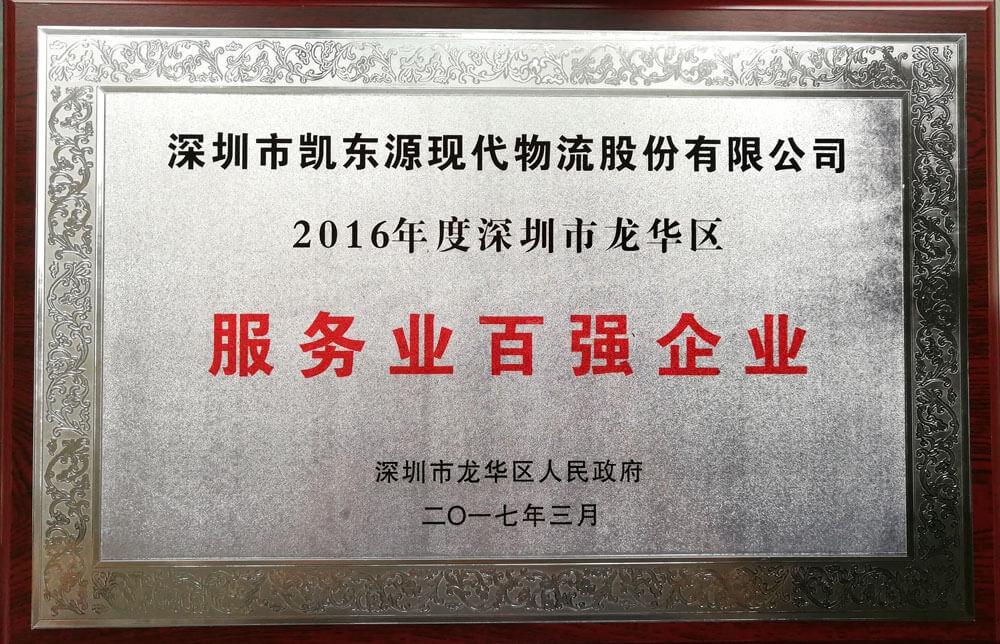 深圳市凯东源现代物流股份有限公司
2016年度深圳市龙华区
服务业百强企业
深圳市龙华区人民政府
二〇一七年三月